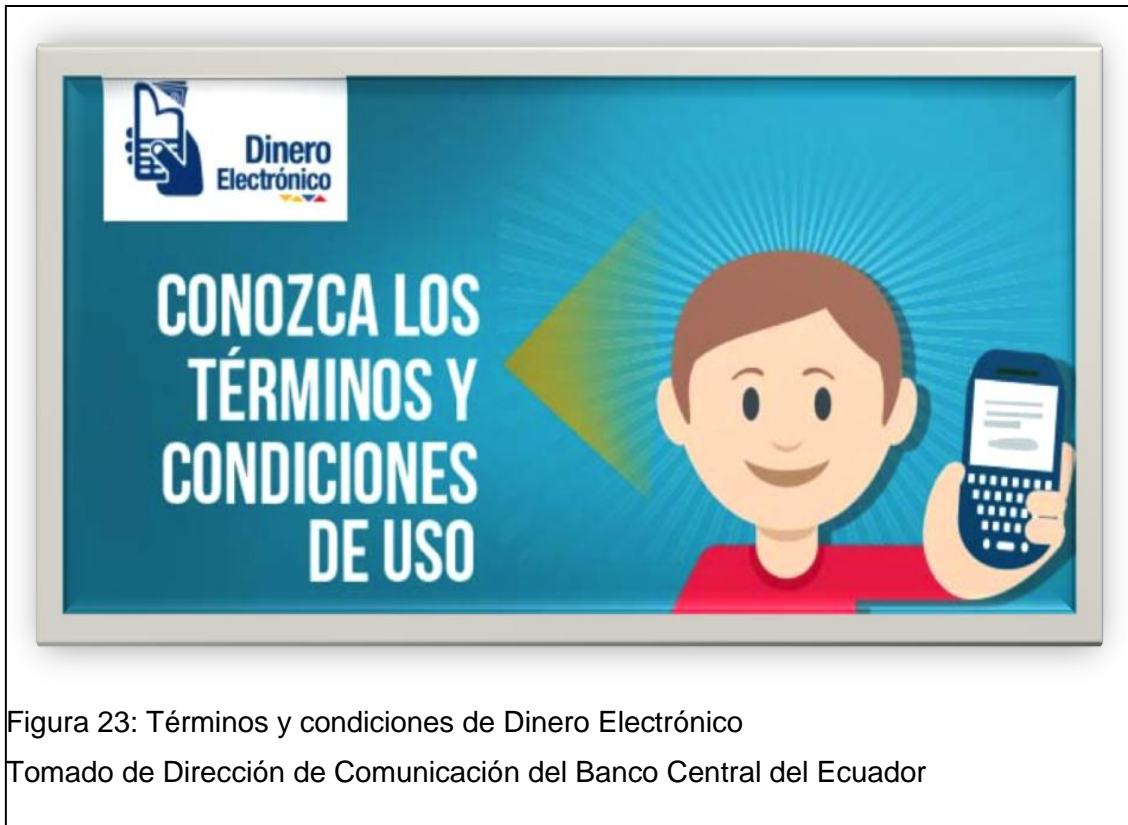 Dinero
Electrónico
CONOZCA LOS
TÉRMINOS Y
CONDICIONES
DE USO
Figura 23: Términos y condiciones de Dinero Electrónico
Tomado de Dirección de Comunicación del Banco Central del Ecuador